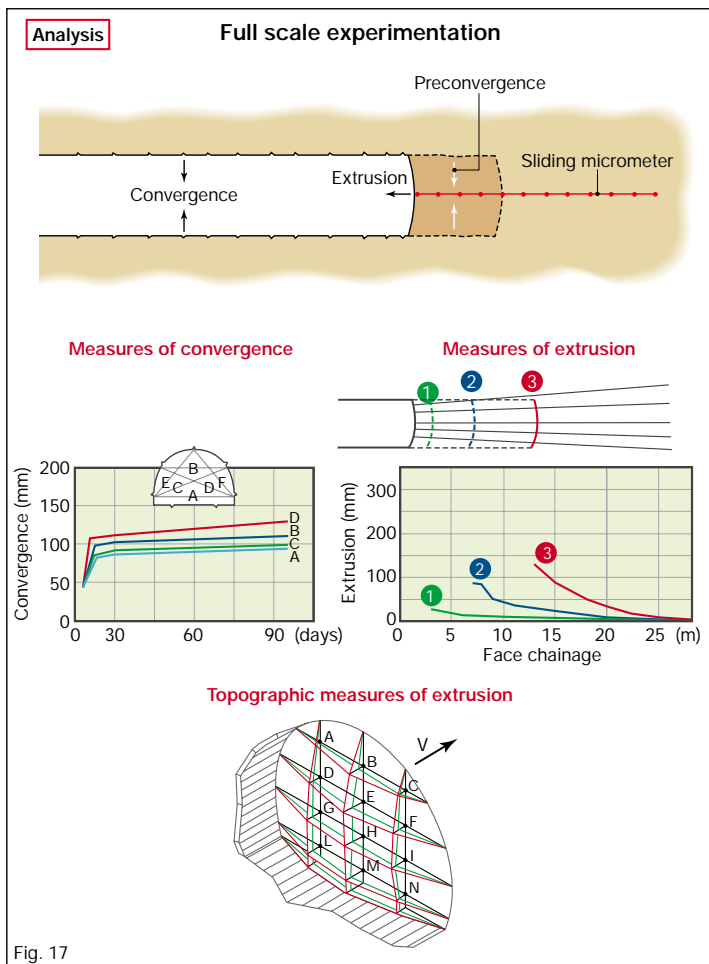 Analysis
Full scale experimentation
Preconvergence
Sliding micrometer
Extrusion
Convergence
Measures of convergence
Measures of extrusion
1 2 3
Convergence (mm)
200
150
100
50
0
B
E F
C D
A
D
B
C
A
0 30 60 90 (days)
Extrusion (mm)
300
200
100
0
1
2
3
0 5 10 15 20 25 (m)
Face chainage
Topographic measures of extrusion
V
A
B
C
D
E
F
G
H
I
L
M
N
Fig. 17